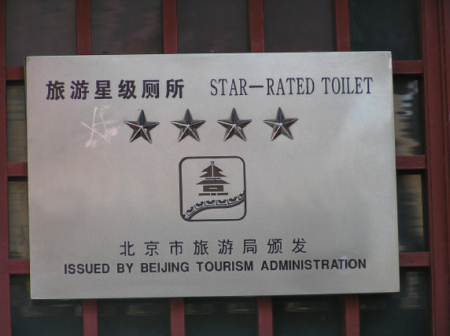 旅游星级厕所 STAR—RATED TOILET
北京市旅游局颁发
ISSUED BY BEIJING TOURISM ADMINISTRATION